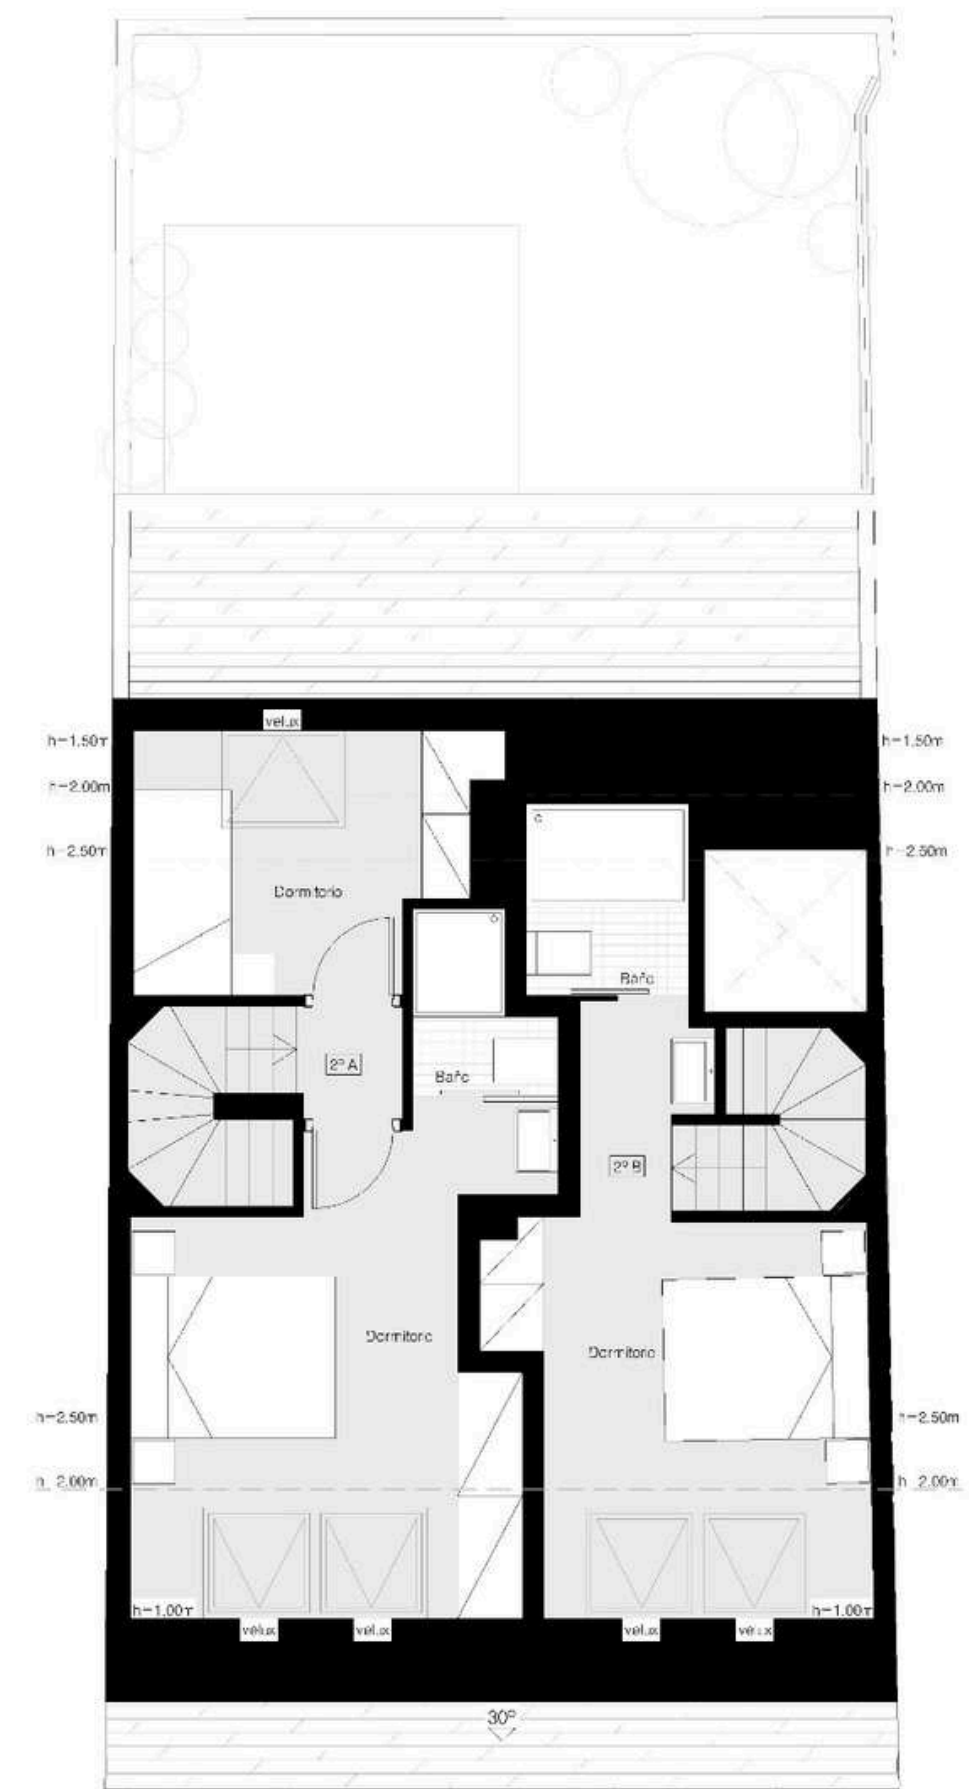 velux
h=1.50m
h=1.50m
h=2.00m
h=2.00m
h=2.50m
h=2.50m
Dormitorio
Baño
2º A
Baño
2º B
Dormitorio
Dormitorio
h=2.50m
h=2.50m
h=2.00m
h=2.00m
h=1.00m
h=1.00m
velux
velux
velux
velux
30º